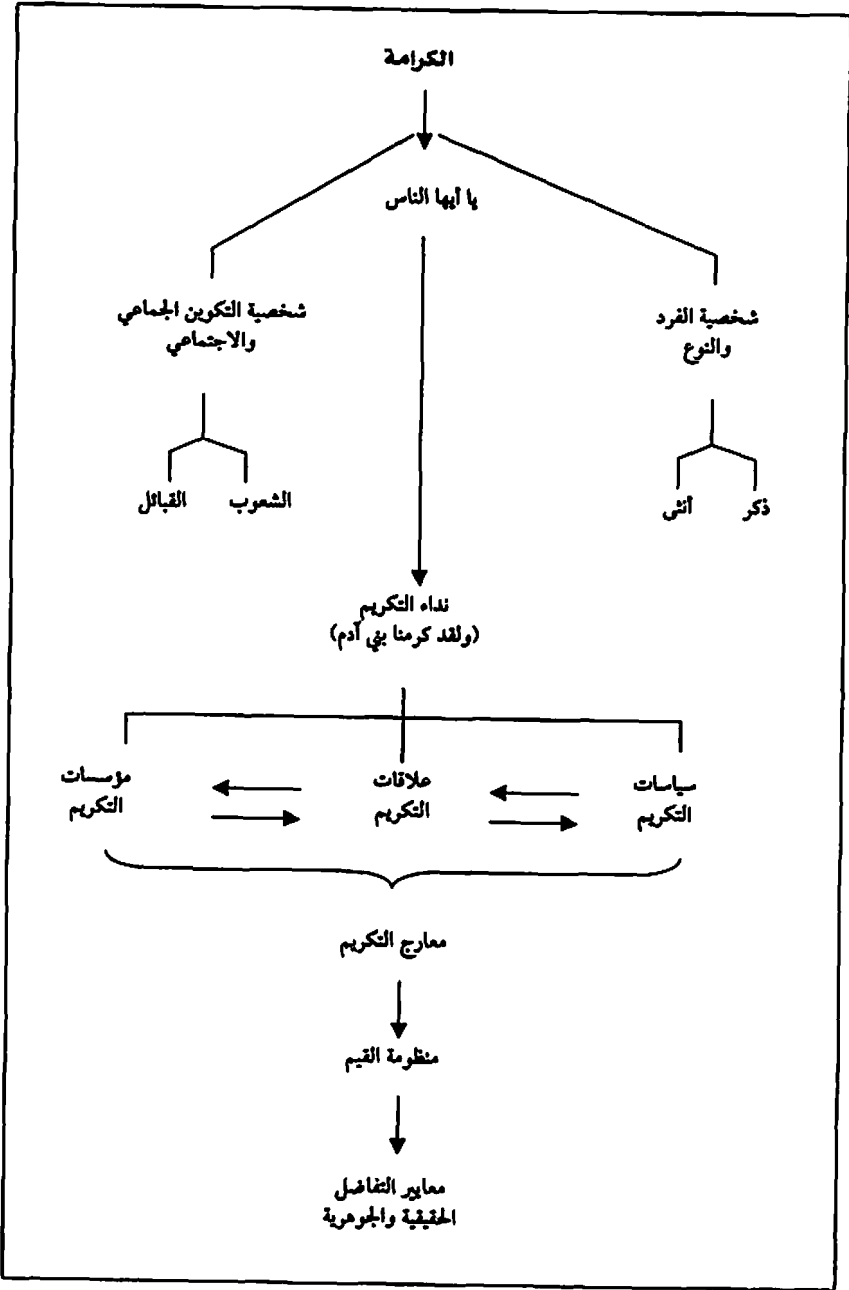 الكرامة
يا أيها الناس
شخصية الفرد
والنوع
شخصية التكوين الجماعي
والاجتماعي
ذكر
أنثى
الشعوب
القبائل
نداء التكريم
(ولقد كرمنا بني آدم)
سياسات
التكريم
علاقات
التكريم
مؤسسات
التكريم
معارج التكريم
منظومة القيم
معايير التفاضل
الحقيقية والجوهرية